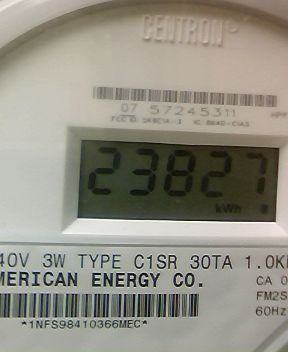 CENTRON
07 57245311
23827
kWh
40V 3W TYPE C1SR 30TA 1.0K
MERICAN ENERGY CO.
CA 0
FM2S
60Hz
*1NFS98410366MEC*